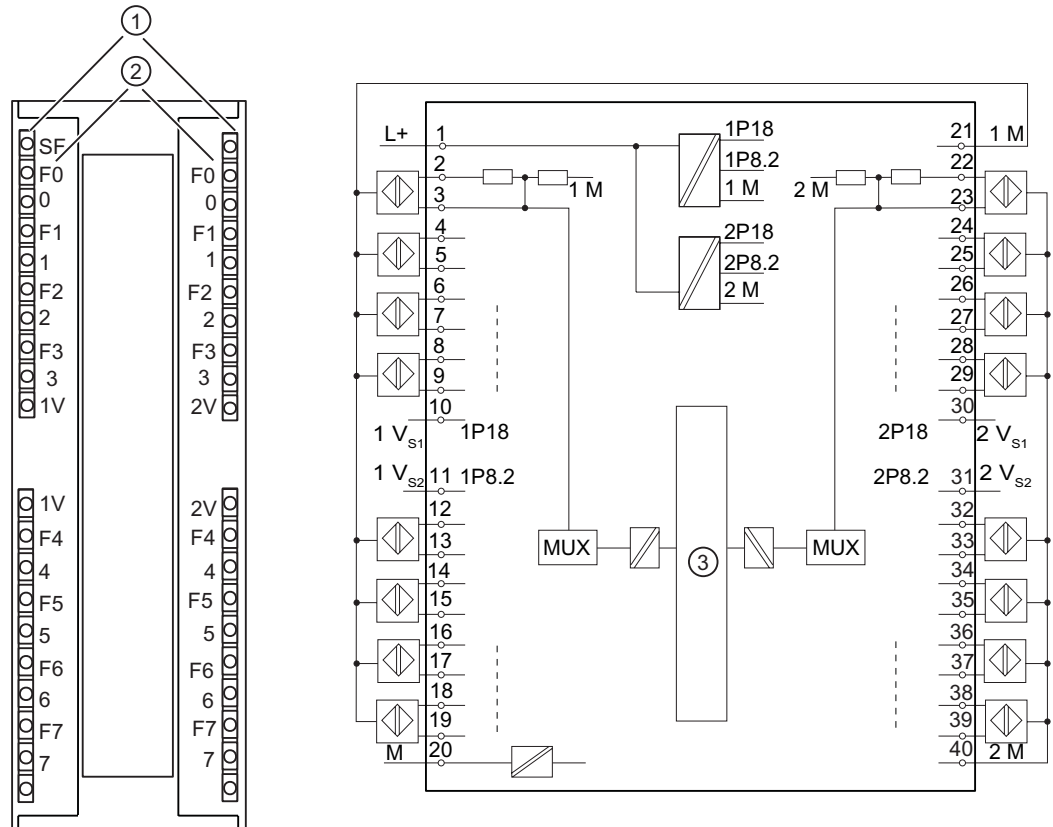 1
2
SF
F0
0
F1
1
F2
2
F3
3
1V
1V
F4
4
F5
5
F6
6
F7
7
F0
0
F1
1
F2
2
F3
3
2V
2V
F4
4
F5
5
F6
6
F7
7
L+ 1
2
3
4
5
6
7
8
9
10
1 VS1 1P18
1 VS2 11 1P8.2
12
13
14
15
16
17
18
19
M 20
1 M
1P18
1P8.2
1 M
2P18
2P8.2
2 M
2 M
MUX
3
MUX
21 1 M
22
23
24
25
26
27
28
29
30
2P18 2 VS1
2P8.2 31 2 VS2
32
33
34
35
36
37
38
39
40 2 M